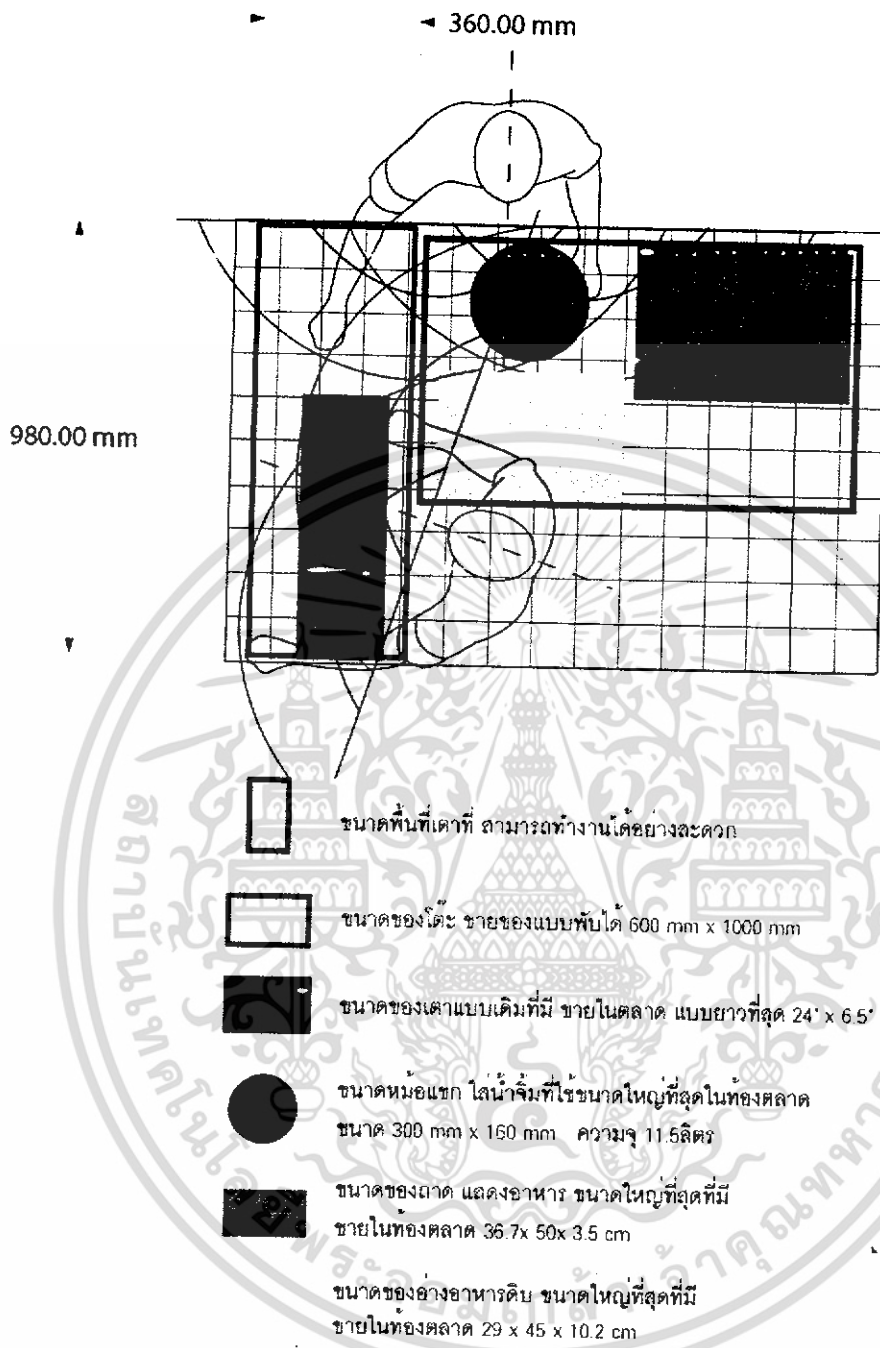 360.00 mm
980.00 mm
ขนาดพื้นที่เตาที่ สามารถทำงานได้อย่างสะดวก
ขนาดของโต๊ะ ขายของแบบพับได้ 600 mm x 1000 mm
ขนาดของเตาแบบเดิมที่มี ขายในตลาด แบบยาวที่สุด 24" x 6.5"
ขนาดหม้อแขก ใส่น้ำจิ้มที่ใช้ขนาดใหญ่ที่สุดในท้องตลาด
ขนาด 300 mm x 160 mm ความจุ 11.5ลิตร
ขนาดของถาด แสดงอาหาร ขนาดใหญ่ที่สุดที่มี
ขายในท้องตลาด 36.7x 50x 3.5 cm
ขนาดของอ่างอาหารดิบ ขนาดใหญ่ที่สุดที่มี
ขายในท้องตลาด 29 x 45 x 10.2 cm